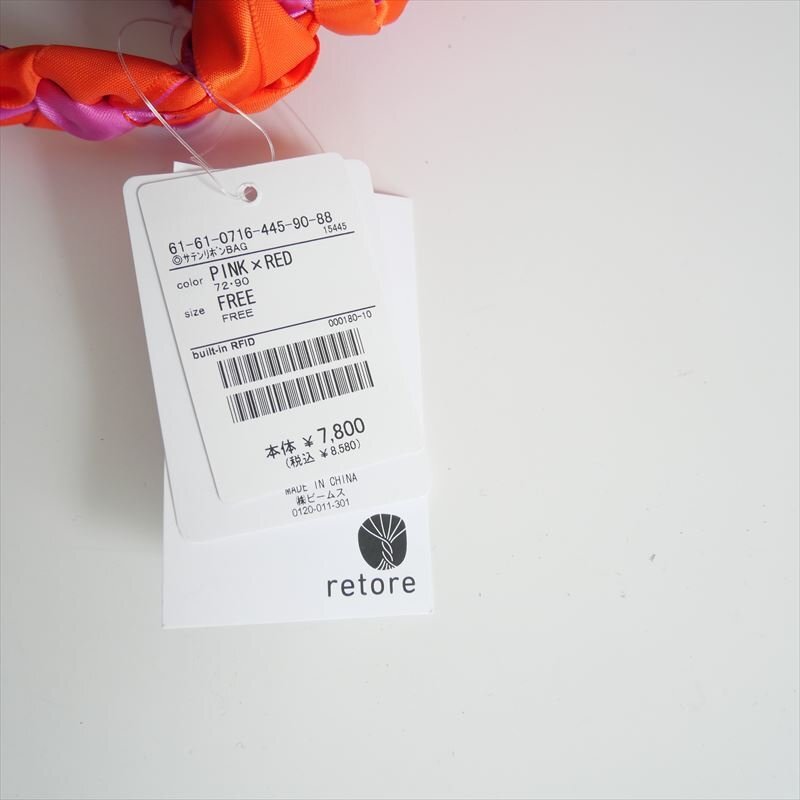 61-61-0716-445-90-88
◎サテンリボンBAG 15445
color PINK×RED
72・90
size FREE
FREE
built-in RFID 000180-10
本体 ¥7,800
(税込 ¥8,580)
MADE IN CHINA
㈱ビームス
0120-011-301
retore